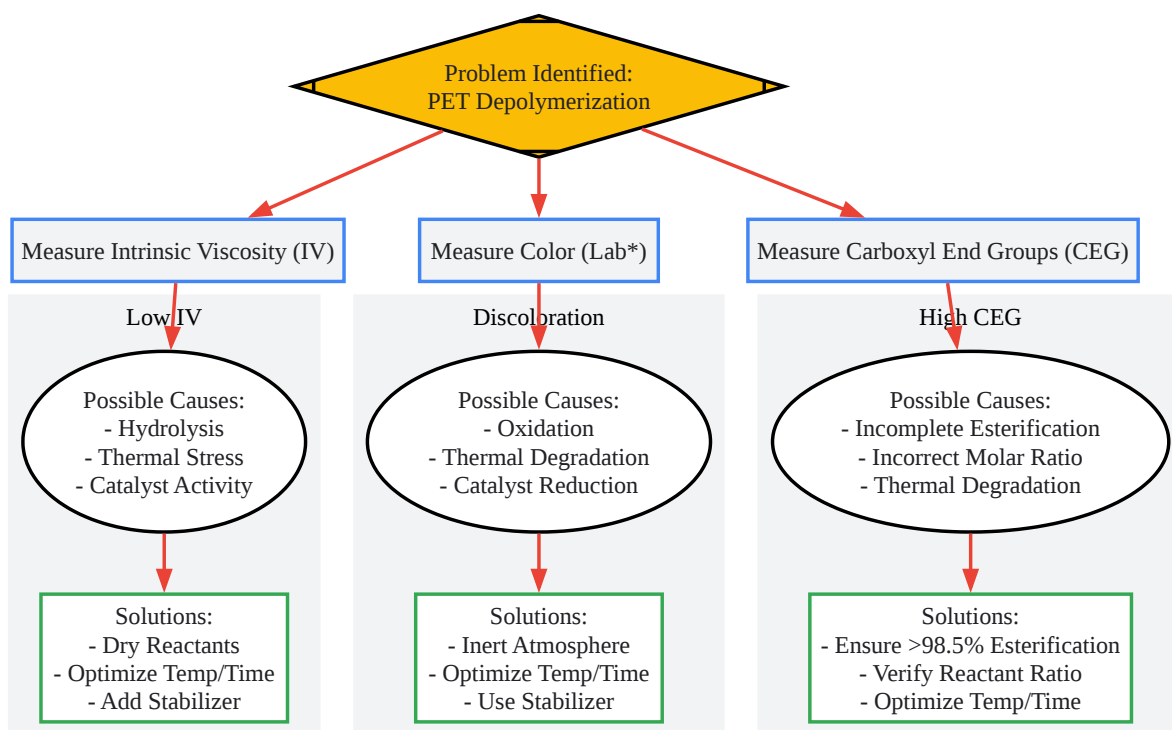 Problem Identified:
PET Depolymerization
Measure Intrinsic Viscosity (IV)
Measure Color (Lab*)
Measure Carboxyl End Groups (CEG)
Low IV
Discoloration
High CEG
Possible Causes:
- Hydrolysis
- Thermal Stress
- Catalyst Activity
Possible Causes:
- Oxidation
- Thermal Degradation
- Catalyst Reduction
Possible Causes:
- Incomplete Esterification
- Incorrect Molar Ratio
- Thermal Degradation
Solutions:
- Dry Reactants
- Optimize Temp/Time
- Add Stabilizer
Solutions:
- Inert Atmosphere
- Optimize Temp/Time
- Use Stabilizer
Solutions:
- Ensure >98.5% Esterification
- Verify Reactant Ratio
- Optimize Temp/Time